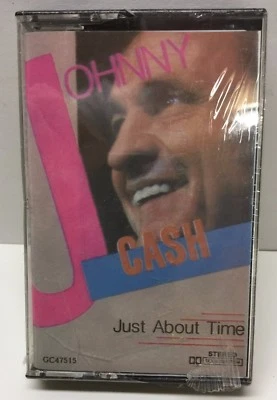 JOHNNY
CASH
Just About Time
STEREO
GC47515